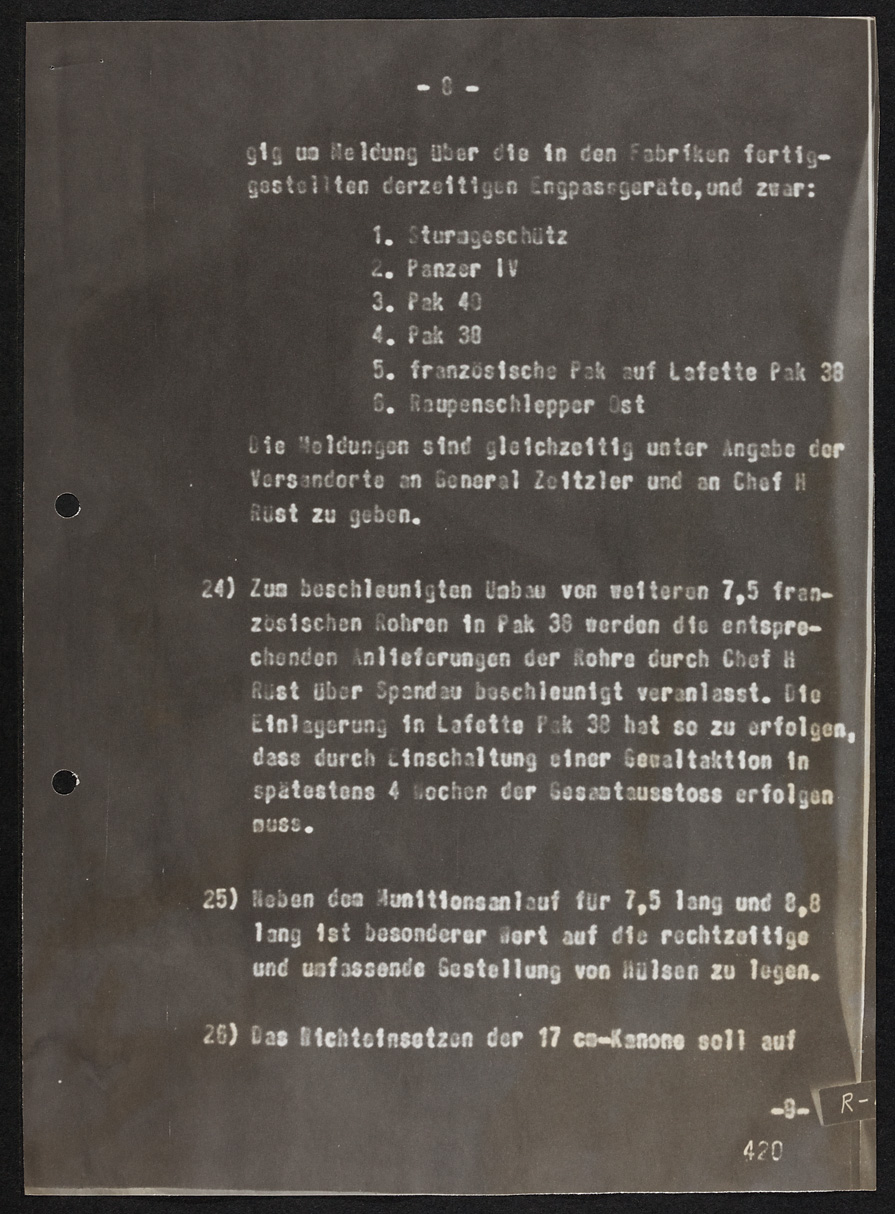 - 8 -
gig um Meldung über die in den Fabriken fertig-
gestellten derzeitigen Engpassgeräte,und zwar:
1. Sturmgeschütz
2. Panzer IV
3. Pak 40
4. Pak 38
5. französische Pak auf Lafette Pak 38
6. Raupenschlepper Ost
Die Meldungen sind gleichzeitig unter Angabe der
Versandorte an General Zeitzler und an Chef H
Rüst zu geben.
24) Zum beschleunigten Umbau von weiteren 7,5 fran-
zösischen Rohren in Pak 38 werden die entspre-
chenden Anlieferungen der Rohre durch Chef H
Rüst über Spandau beschleunigt veranlasst. Die
Einlagerung in Lafette Pak 38 hat so zu erfolgen,
dass durch Einschaltung einer Gewaltaktion in
spätestens 4 Wochen der Gesamtausstoss erfolgen
muss.
25) Neben dem Munitionsanlauf für 7,5 lang und 8,8
lang ist besonderer Wert auf die rechtzeitige
und umfassende Gestellung von Hülsen zu legen.
26) Das Nichteinsetzen der 17 cm-Kanone soll auf
-9-
R-
420